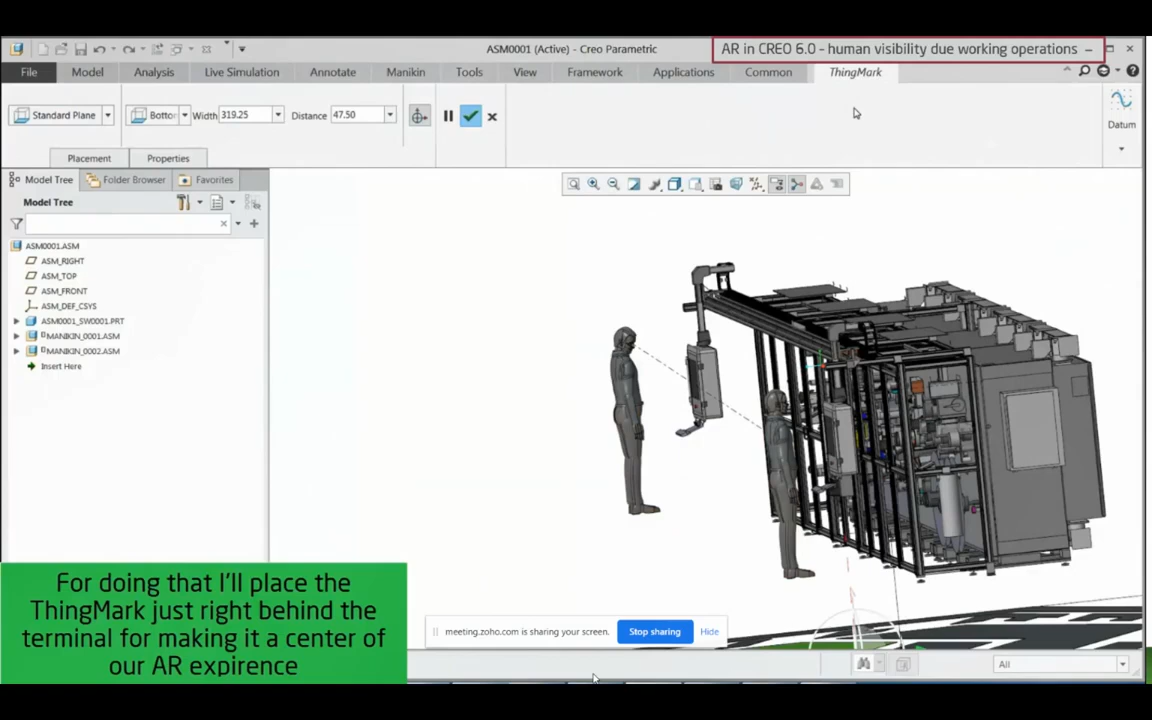 ASM0001 (Active) - Creo Parametric
AR in CREO 6.0 - human visibility due working operations
File Model Analysis Live Simulation Annotate Manikin Tools View Framework Applications Common ThingMark
Standard Plane Botto Width 319.25 Distance 47.50
Datum
Placement Properties
Model Tree Folder Browser Favorites
Model Tree
ASM0001.ASM
ASM_RIGHT
ASM_TOP
ASM_FRONT
ASM_DEF_CSYS
ASM0001_SW0001.PRT
MANIKIN_0001.ASM
MANIKIN_0002.ASM
Insert Here
For doing that I'll place the
ThingMark just right behind the
terminal for making it a center of
our AR expirence
meeting.zoho.com is sharing your screen. Stop sharing Hide
All